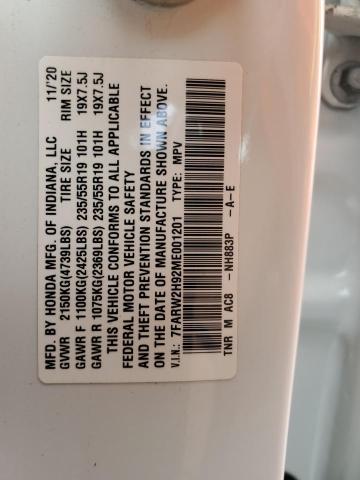 MFD. BY HONDA MFG. OF INDIANA, LLC 11/'20
GVWR 2150KG(4739LBS) TIRE SIZE RIM SIZE
GAWR F 1100KG(2425LBS) 235/55R19 101H 19X7.5J
GAWR R 1075KG(2369LBS) 235/55R19 101H 19X7.5J
THIS VEHICLE CONFORMS TO ALL APPLICABLE
FEDERAL MOTOR VEHICLE SAFETY
AND THEFT PREVENTION STANDARDS IN EFFECT
ON THE DATE OF MANUFACTURE SHOWN ABOVE.
V.I.N.: 7FARW2H92ME001201 TYPE: MPV
TNR M AC8 -NH883P -A-E